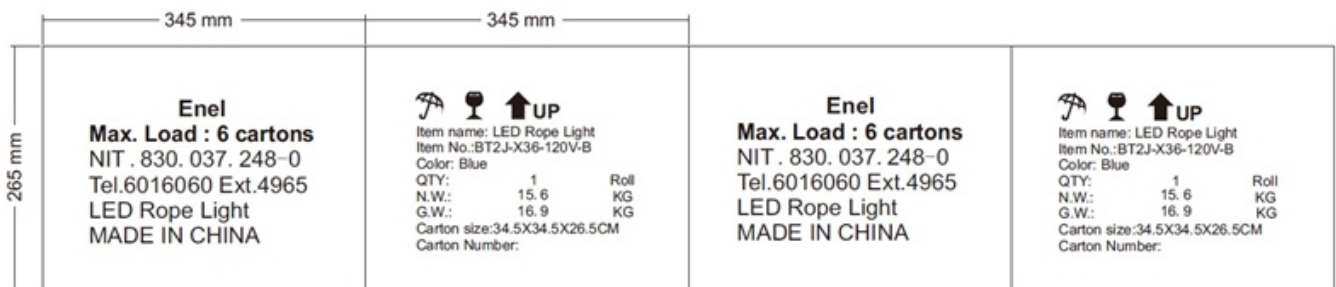 345 mm
345 mm
265 mm
Enel
Max. Load : 6 cartons
NIT . 830. 037. 248-0
Tel.6016060 Ext.4965
LED Rope Light
MADE IN CHINA
UP
Item name: LED Rope Light
Item No.:BT2J-X36-120V-B
Color: Blue
QTY: 1 Roll
N.W.: 15. 6 KG
G.W.: 16. 9 KG
Carton size:34.5X34.5X26.5CM
Carton Number:
Enel
Max. Load : 6 cartons
NIT . 830. 037. 248-0
Tel.6016060 Ext.4965
LED Rope Light
MADE IN CHINA
UP
Item name: LED Rope Light
Item No.:BT2J-X36-120V-B
Color: Blue
QTY: 1 Roll
N.W.: 15. 6 KG
G.W.: 16. 9 KG
Carton size:34.5X34.5X26.5CM
Carton Number: